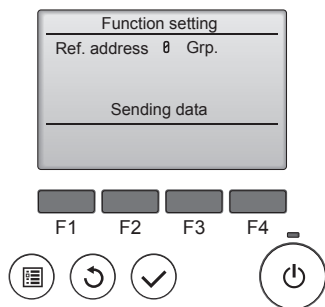 Function setting
Ref. address 0 Grp.
Sending data
F1 F2 F3 F4